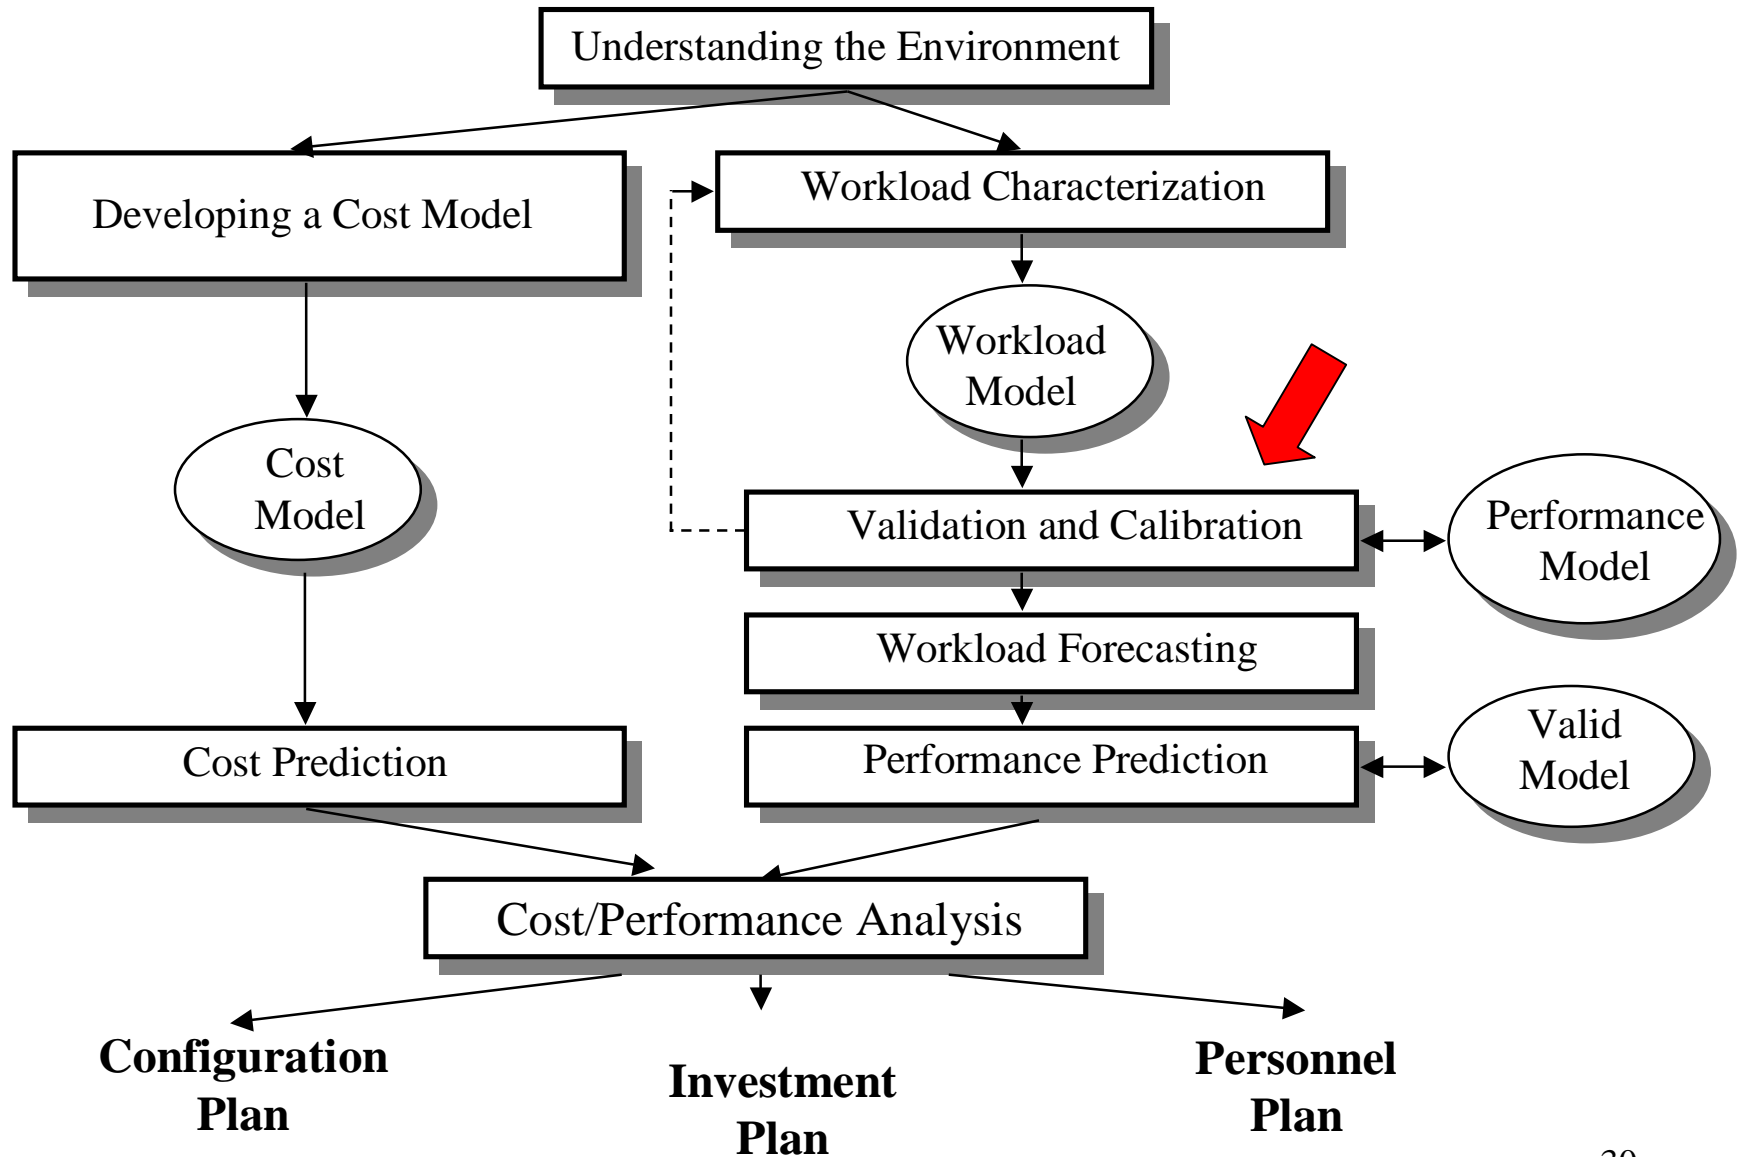 Understanding the Environment
Developing a Cost Model
Workload Characterization
Workload
Model
Cost
Model
Validation and Calibration
Performance
Model
Workload Forecasting
Cost Prediction
Performance Prediction
Valid
Model
Cost/Performance Analysis
Configuration
Plan
Investment
Plan
Personnel
Plan